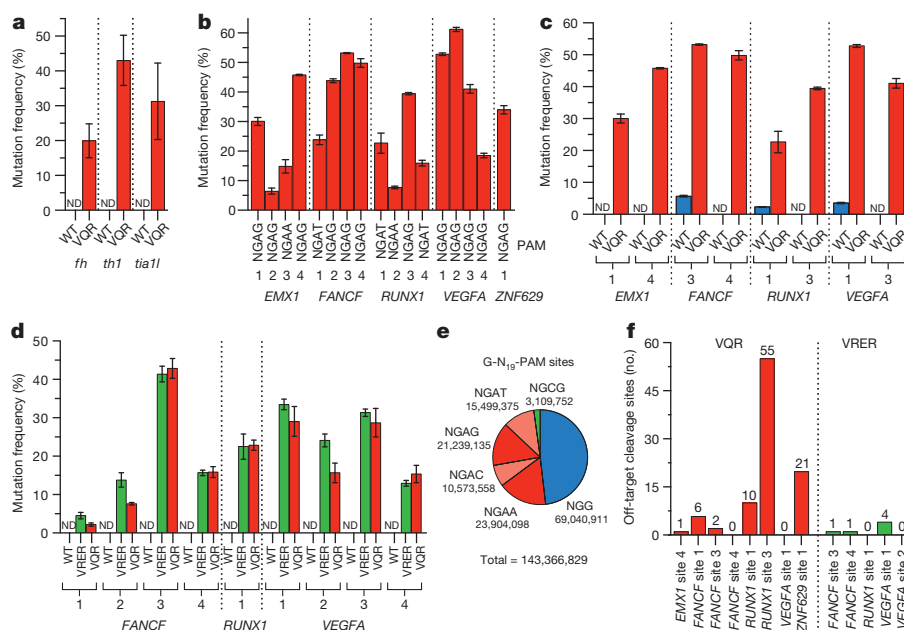 a
Mutation frequency (%)
50
40
30
20
10
0
ND ND ND
WT VQR WT VQR WT VQR
fh th1 tia1l
b
Mutation frequency (%)
60
50
40
30
20
10
0
NGAG NGAG NGAA NGAG NGAT NGAG NGAG NGAG NGAT NGAA NGAG NGAT NGAG NGAG NGAG NGAG NGAG
PAM
1 2 3 4 1 2 3 4 1 2 3 4 1 2 3 4 1
EMX1 FANCF RUNX1 VEGFA ZNF629
c
Mutation frequency (%)
60
50
40
30
20
10
0
ND ND ND ND ND
WT VQR WT VQR WT VQR WT VQR WT VQR WT VQR WT VQR WT VQR
1 4 3 4 1 3 1 3
EMX1 FANCF RUNX1 VEGFA
d
Mutation frequency (%)
50
40
30
20
10
0
ND ND ND ND ND ND ND ND ND
WT VRER VQR WT VRER VQR WT VRER VQR WT VRER VQR WT VRER VQR WT VRER VQR WT VRER VQR WT VRER VQR WT VRER VQR
1 2 3 4 1 1 2 3 4
FANCF RUNX1 VEGFA
e
G-N19-PAM sites
NGCG
3,109,752
NGAT
15,499,375
NGAG
21,239,135
NGAC
10,573,558
NGAA
23,904,098
NGG
69,040,911
Total = 143,366,829
f
VQR VRER
Off-target cleavage sites (no.)
60
45
30
15
0
1 6 2 0 10 55 0 21 1 1 0 4 0
EMX1 site 4
FANCF site 1
FANCF site 3
FANCF site 4
RUNX1 site 1
RUNX1 site 3
VEGFA site 1
ZNF629 site 1
FANCF site 3
FANCF site 4
RUNX1 site 1
VEGFA site 1
VEGFA site 2